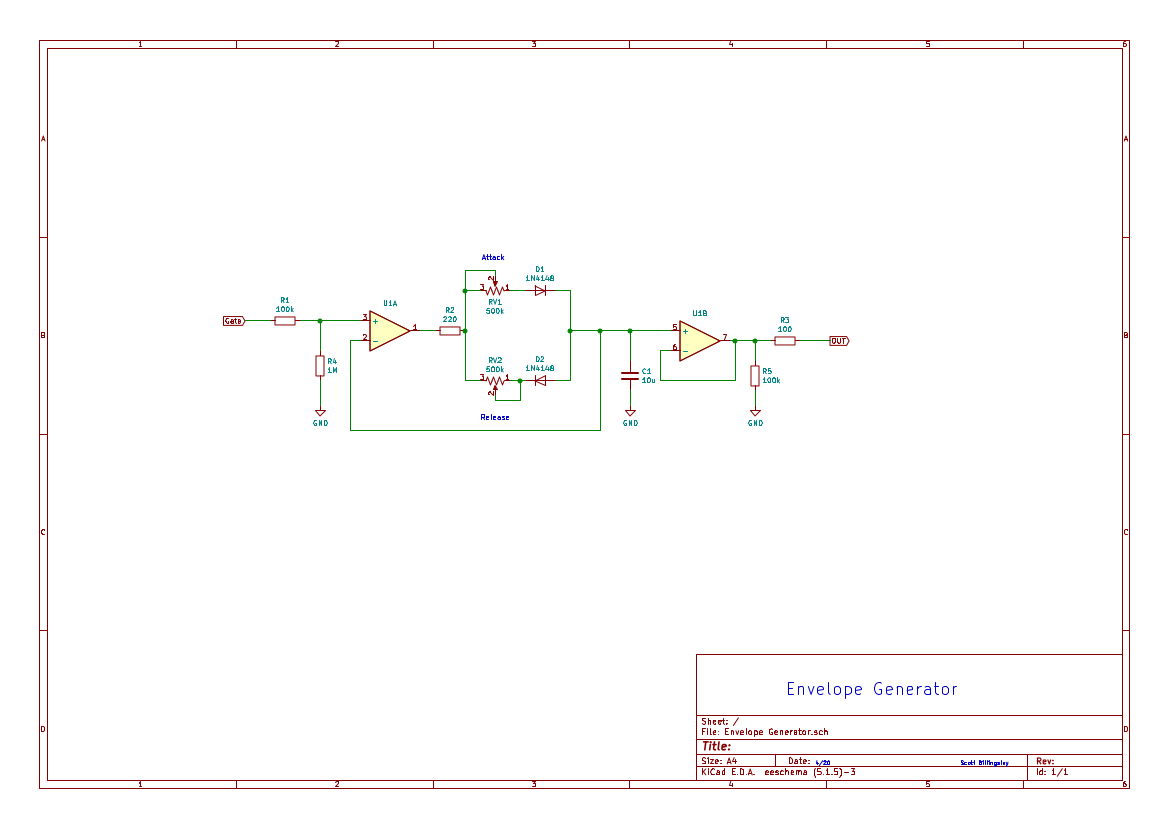 1 2 3 4 5 6
A A
Attack
D1
1N4148
2
3 1
R1
100k
U1A
RV1
500k
R2
220
U1B
R3
100
Gate
3
+
1
2
−
5
+
7
6
−
OUT
B B
RV2
500k
D2
1N4148
R4
1M
3 1
2
C1
10u
R5
100k
Release
GND
GND
GND
C C
Envelope Generator
Sheet: /
File: Envelope Generator.sch
Title:
Size: A4 Date: 4/20 Scott Billingsley Rev:
KiCad E.D.A. eeschema (5.1.5)-3 Id: 1/1
D D
1 2 3 4 5 6